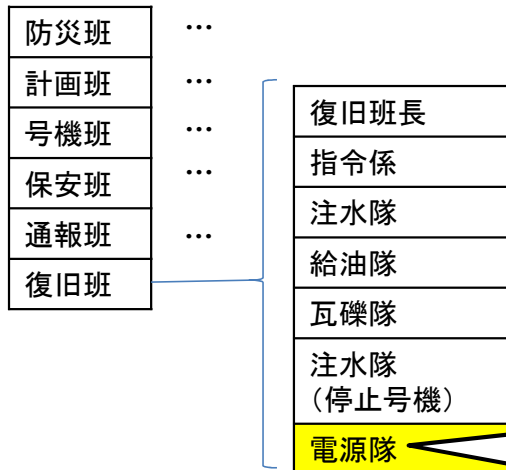 防災班 …
計画班 …
号機班 …
保安班 …
通報班 …
復旧班
復旧班長
指令係
注水隊
給油隊
瓦礫隊
注水隊
（停止号機）
電源隊